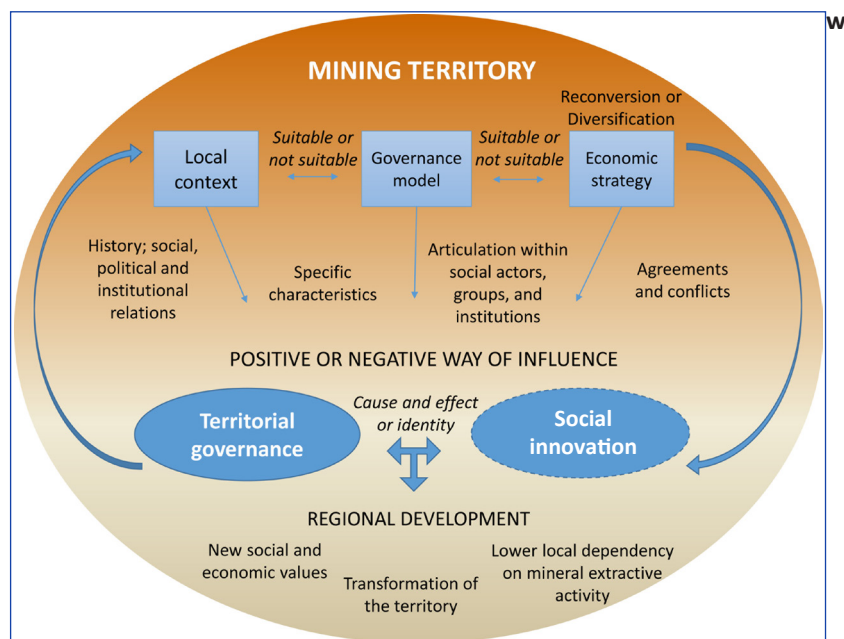 w
MINING TERRITORY
Reconversion or
Diversification
Suitable or
not suitable
Suitable or
not suitable
Local
context
Governance
model
Economic
strategy
History; social,
political and
institutional
relations
Specific
characteristics
Articulation within
social actors,
groups, and
institutions
Agreements
and conflicts
POSITIVE OR NEGATIVE WAY OF INFLUENCE
Territorial
governance
Cause and effect
or identity
Social
innovation
REGIONAL DEVELOPMENT
New social and
economic values
Transformation of
the territory
Lower local dependency
on mineral extractive
activity